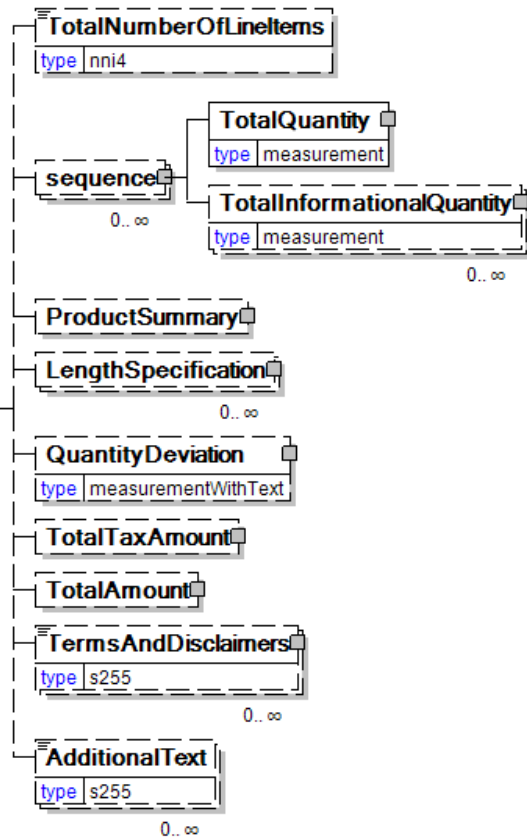 TotalNumberOfLineItems
type nni4
TotalQuantity
type measurement
sequence
0.. ∞
TotalInformationalQuantity
type measurement
0.. ∞
ProductSummary
LengthSpecification
0.. ∞
QuantityDeviation
type measurementWithText
TotalTaxAmount
TotalAmount
TermsAndDisclaimers
type s255
0.. ∞
AdditionalText
type s255
0.. ∞